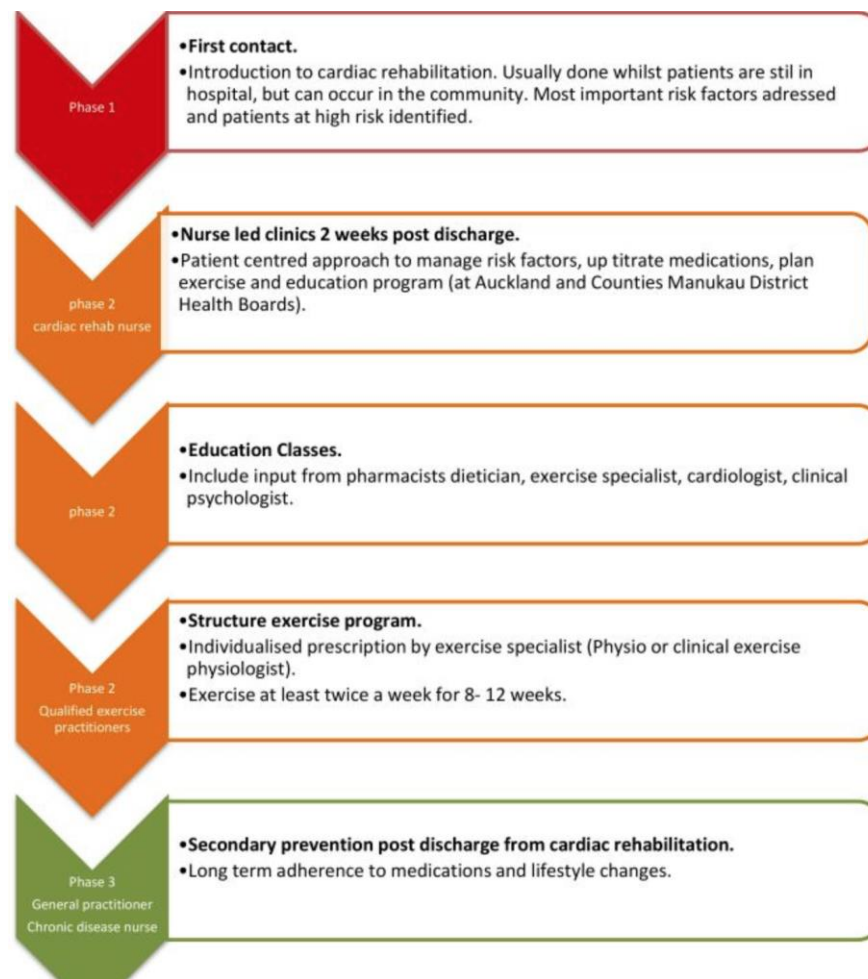 Phase 1
•First contact.
•Introduction to cardiac rehabilitation. Usually done whilst patients are stil in
hospital, but can occur in the community. Most important risk factors adressed
and patients at high risk identified.
phase 2
cardiac rehab nurse
•Nurse led clinics 2 weeks post discharge.
•Patient centred approach to manage risk factors, up titrate medications, plan
exercise and education program (at Auckland and Counties Manukau District
Health Boards).
phase 2
•Education Classes.
•Include input from pharmacists dietician, exercise specialist, cardiologist, clinical
psychologist.
Phase 2
Qualified exercise
practitioners
•Structure exercise program.
•Individualised prescription by exercise specialist (Physio or clinical exercise
physiologist).
•Exercise at least twice a week for 8- 12 weeks.
Phase 3
General practitioner
Chronic disease nurse
•Secondary prevention post discharge from cardiac rehabilitation.
•Long term adherence to medications and lifestyle changes.